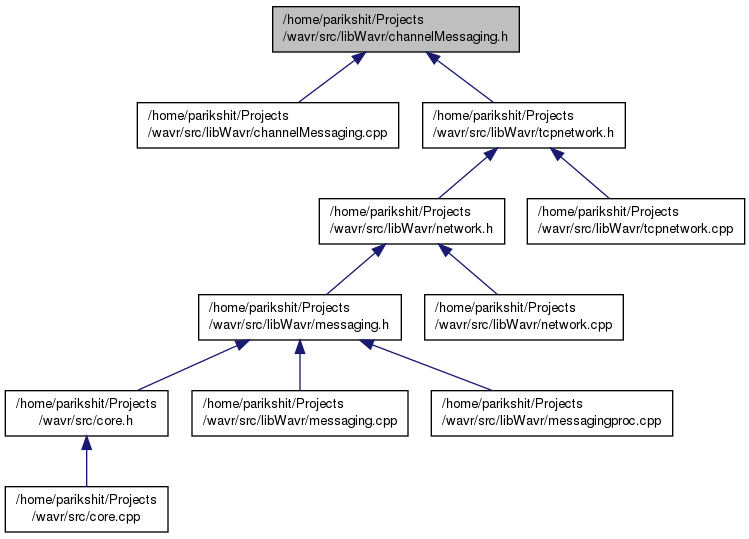 /home/parikshit/Projects
/wavr/src/libWavr/channelMessaging.h
/home/parikshit/Projects
/wavr/src/libWavr/channelMessaging.cpp
/home/parikshit/Projects
/wavr/src/libWavr/tcpnetwork.h
/home/parikshit/Projects
/wavr/src/libWavr/network.h
/home/parikshit/Projects
/wavr/src/libWavr/tcpnetwork.cpp
/home/parikshit/Projects
/wavr/src/libWavr/messaging.h
/home/parikshit/Projects
/wavr/src/libWavr/network.cpp
/home/parikshit/Projects
/wavr/src/core.h
/home/parikshit/Projects
/wavr/src/libWavr/messaging.cpp
/home/parikshit/Projects
/wavr/src/libWavr/messagingproc.cpp
/home/parikshit/Projects
/wavr/src/core.cpp